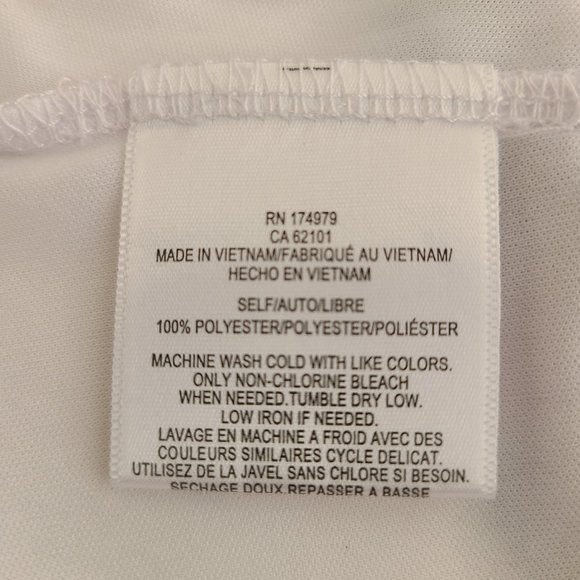 RN 174979
CA 62101
MADE IN VIETNAM/FABRIQUÉ AU VIETNAM/
HECHO EN VIETNAM
SELF/AUTO/LIBRE
100% POLYESTER/POLYESTER/POLIÉSTER
MACHINE WASH COLD WITH LIKE COLORS.
ONLY NON-CHLORINE BLEACH
WHEN NEEDED.TUMBLE DRY LOW.
LOW IRON IF NEEDED.
LAVAGE EN MACHINE A FROID AVEC DES
COULEURS SIMILAIRES CYCLE DELICAT.
UTILISEZ DE LA JAVEL SANS CHLORE SI BESOIN.
SECHAGE DOUX REPASSER A BASSE